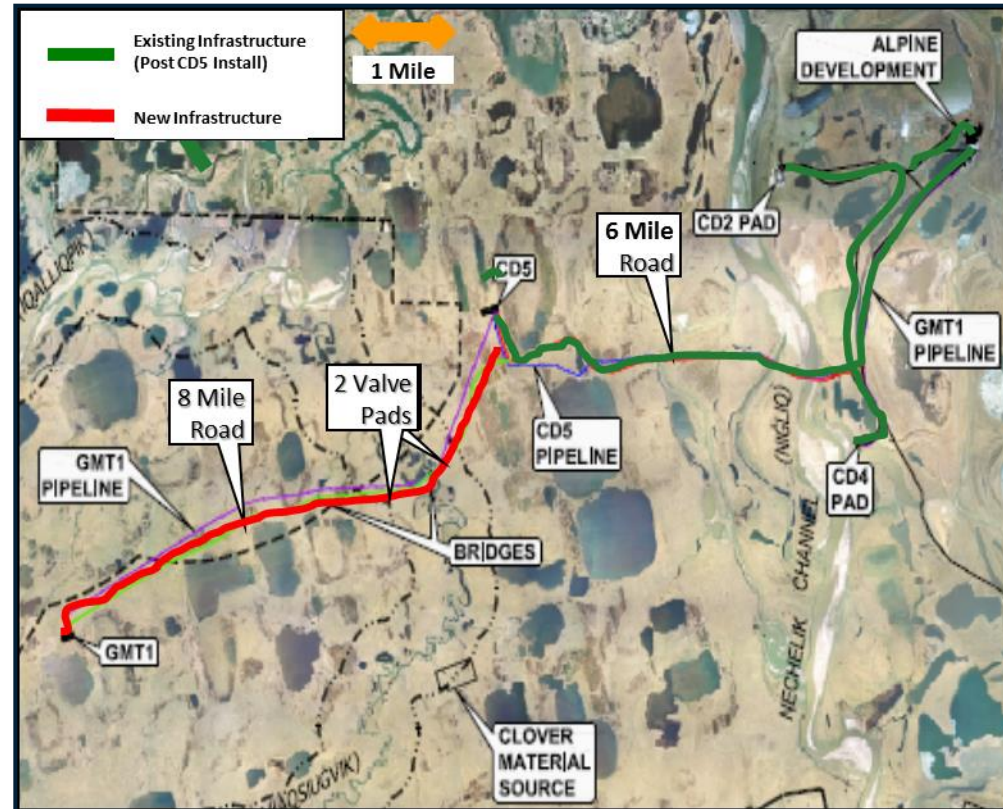 Existing Infrastructure
(Post CD5 Install)
New Infrastructure
1 Mile
ALPINE
DEVELOPMENT
CD2 PAD
6 Mile
Road
CD5
GMT1
PIPELINE
8 Mile
Road
2 Valve
Pads
GMT1
PIPELINE
CD5
PIPELINE
(NIGLIQ)
CD4
PAD
BRIDGES
NECHELIK CHANNEL
GMT1
CLOVER
MATERIAL
SOURCE